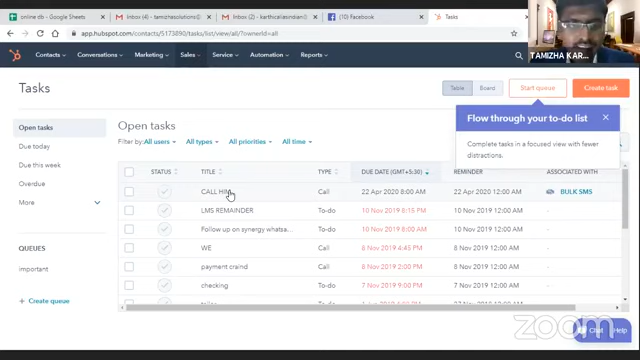 online db - Google Sheets
Inbox (4) - tamizhasolutions@
Inbox (2) - karthcallasindian@
(10) Facebook
Tasks
app.hubspot.com/contacts/5173890/tasks/list/view/all/?ownerId=all
Contacts
Conversations
Marketing
Sales
Service
Automation
Reports
TAMIZHA KAR...
Tasks
Table
Board
Start queue
Create task
Flow through your to-do list
Complete tasks in a focused view with fewer
distractions.
Open tasks
Due today
Due this week
Overdue
More
QUEUES
important
+ Create queue
Open tasks
Filter by: All users All types All priorities All time
STATUS TITLE TYPE DUE DATE (GMT+5:30) REMINDER ASSOCIATED WITH
CALL HIM Call 22 Apr 2020 8:00 AM 22 Apr 2020 12:00 AM BULK SMS
LMS REMAINDER To-do 10 Nov 2019 8:15 PM 10 Nov 2019 12:00 AM -
Follow up on synergy whatsa... To-do 10 Nov 2019 8:00 AM 10 Nov 2019 12:00 AM -
WE Call 8 Nov 2019 4:45 PM 8 Nov 2019 12:00 AM -
payment craind Call 8 Nov 2019 2:00 PM 8 Nov 2019 12:00 AM -
checking To-do 7 Nov 2019 9:00 AM 7 Nov 2019 12:00 AM -
zoom
Chat
Help